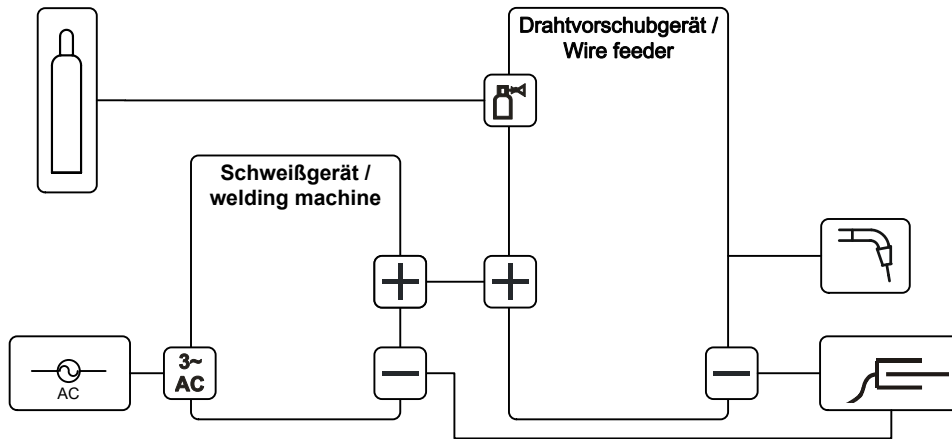 Drahtvorschubgerät /
Wire feeder
Schweißgerät /
welding machine
3~
AC
AC